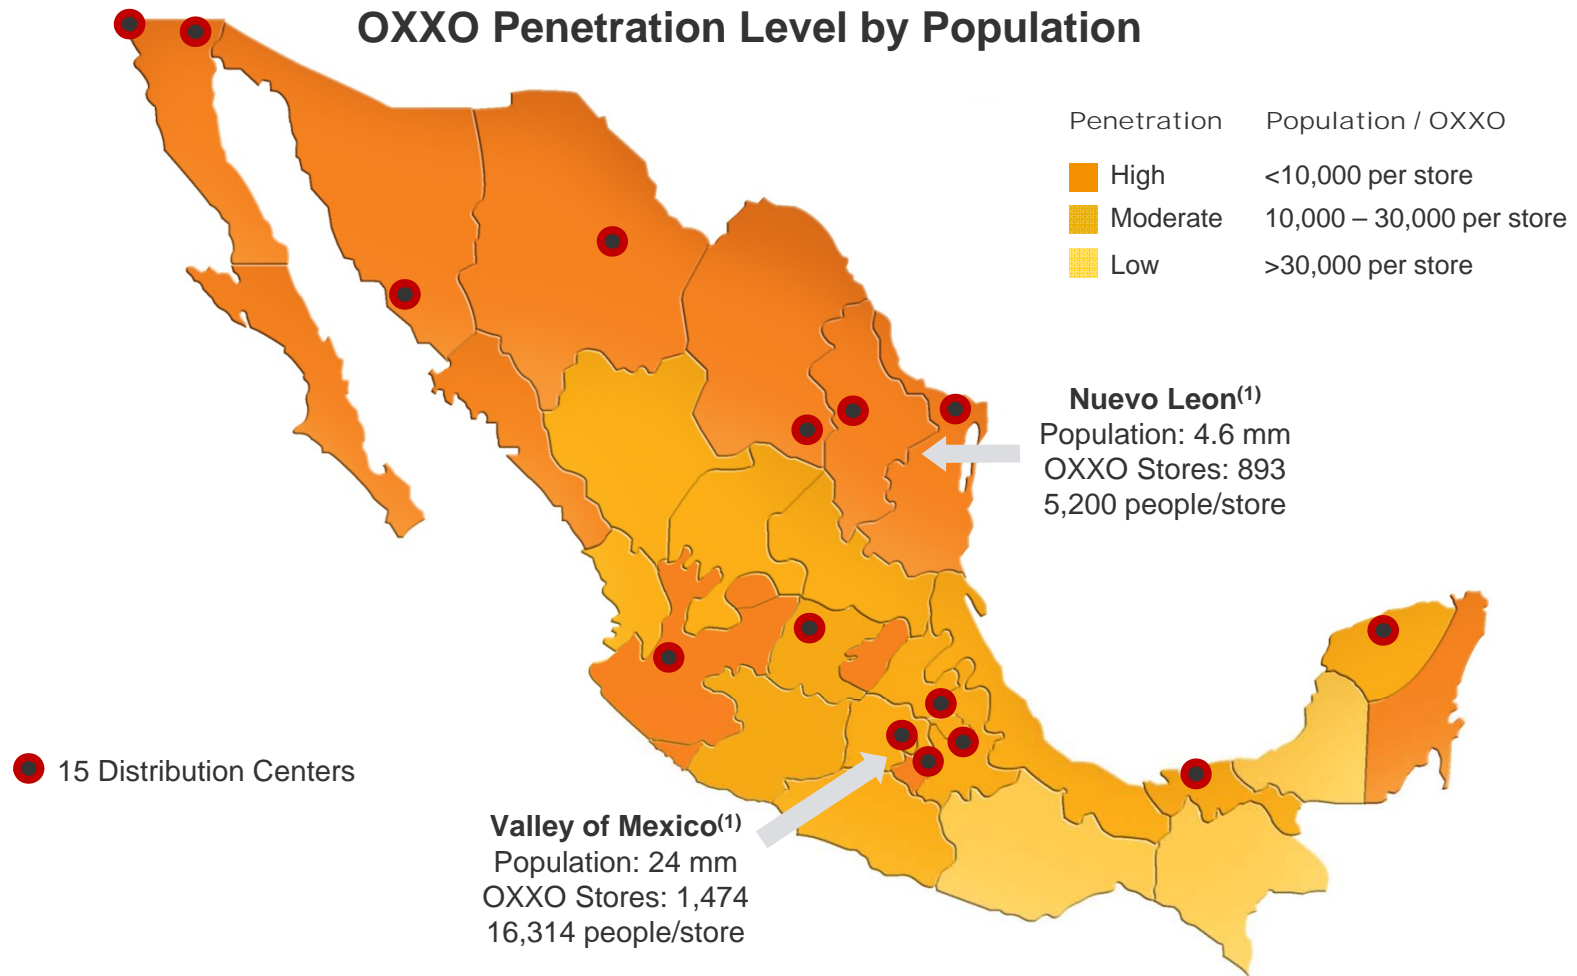 OXXO Penetration Level by Population
Penetration Population / OXXO
High <10,000 per store
Moderate 10,000 – 30,000 per store
Low >30,000 per store
Nuevo Leon(1)
Population: 4.6 mm
OXXO Stores: 893
5,200 people/store
15 Distribution Centers
Valley of Mexico(1)
Population: 24 mm
OXXO Stores: 1,474
16,314 people/store